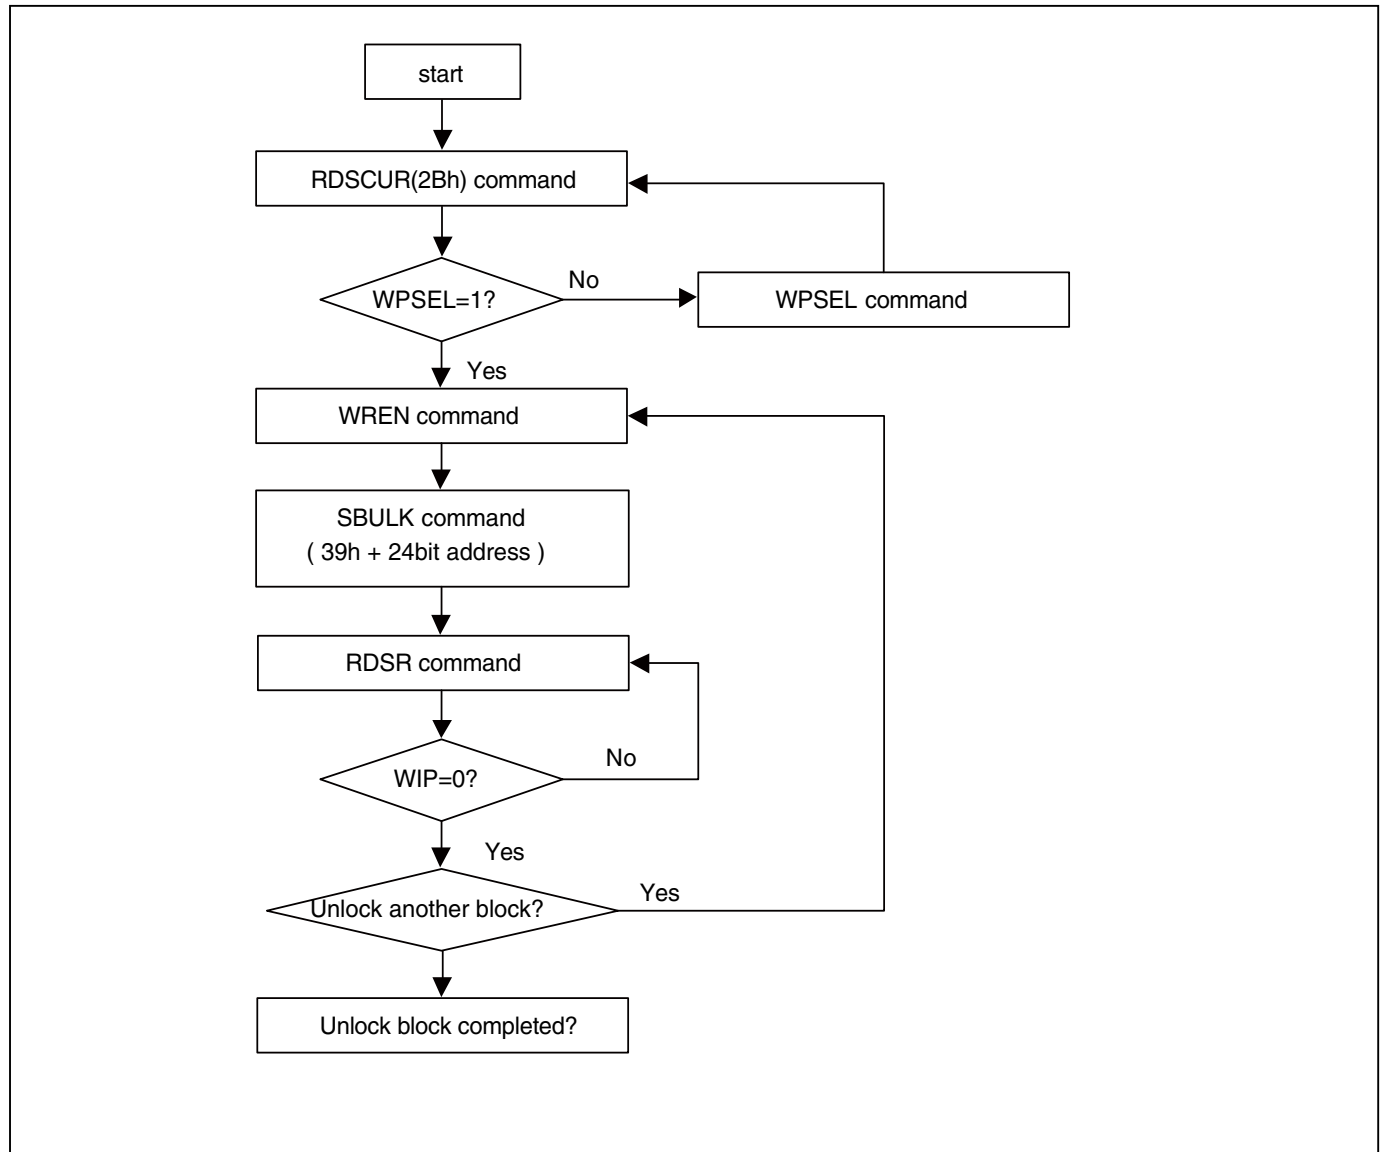 start
RDSCUR(2Bh) command
WPSEL=1?
No
WPSEL command
Yes
WREN command
SBULK command
( 39h + 24bit address )
RDSR command
WIP=0?
No
Yes
Unlock another block?
Yes
Unlock block completed?